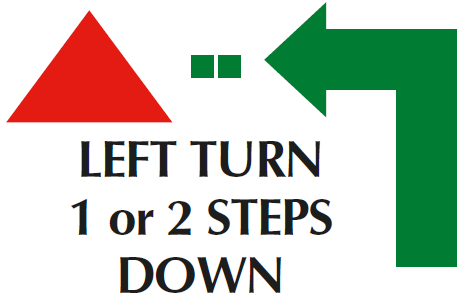 LEFT TURN
1 or 2 STEPS
DOWN